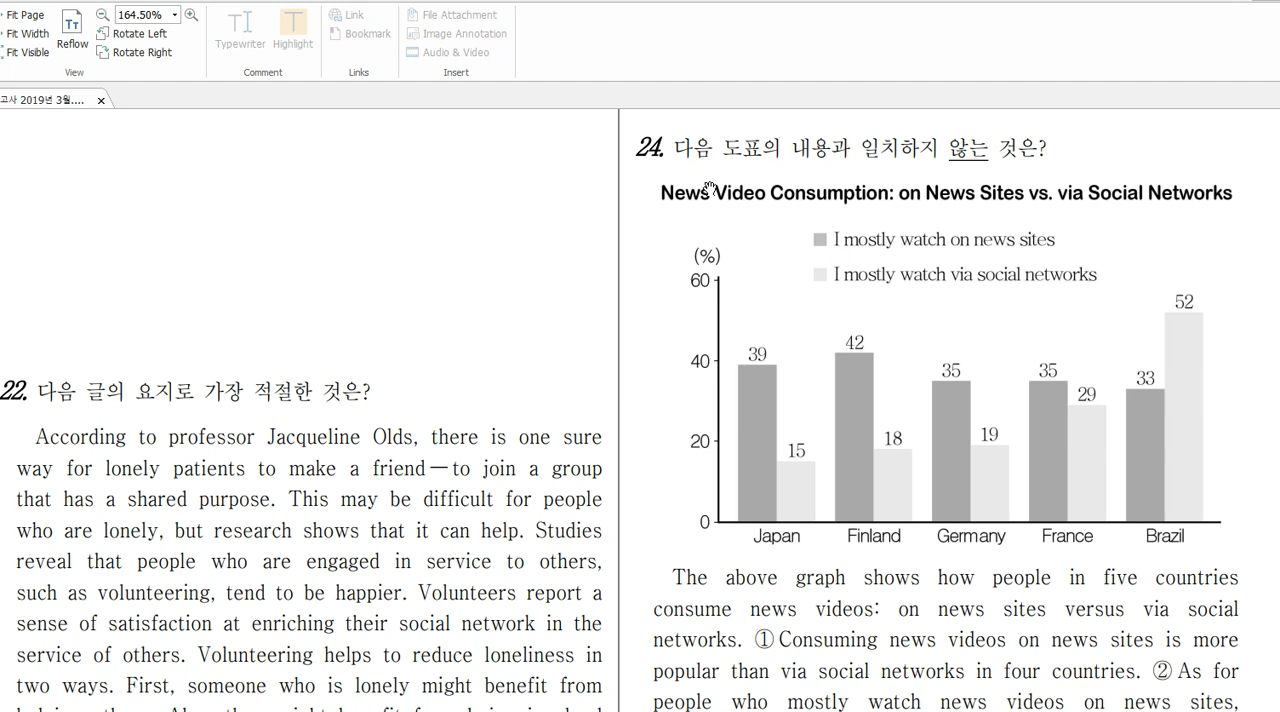 Fit Page
Fit Width
Fit Visible
Reflow
164.50%
Rotate Left
Rotate Right
View
Typewriter
Highlight
Comment
Link
Bookmark
Links
File Attachment
Image Annotation
Audio & Video
Insert
고사 2019년 3월....
22. 다음 글의 요지로 가장 적절한 것은?
According to professor Jacqueline Olds, there is one sure
way for lonely patients to make a friend—to join a group
that has a shared purpose. This may be difficult for people
who are lonely, but research shows that it can help. Studies
reveal that people who are engaged in service to others,
such as volunteering, tend to be happier. Volunteers report a
sense of satisfaction at enriching their social network in the
service of others. Volunteering helps to reduce loneliness in
two ways. First, someone who is lonely might benefit from
24. 다음 도표의 내용과 일치하지 않는 것은?
News Video Consumption: on News Sites vs. via Social Networks
I mostly watch on news sites
I mostly watch via social networks
(%)
60
40
20
0
39
15
42
18
35
19
35
29
33
52
Japan
Finland
Germany
France
Brazil
The above graph shows how people in five countries
consume news videos: on news sites versus via social
networks. ① Consuming news videos on news sites is more
popular than via social networks in four countries. ② As for
people who mostly watch news videos on news sites,